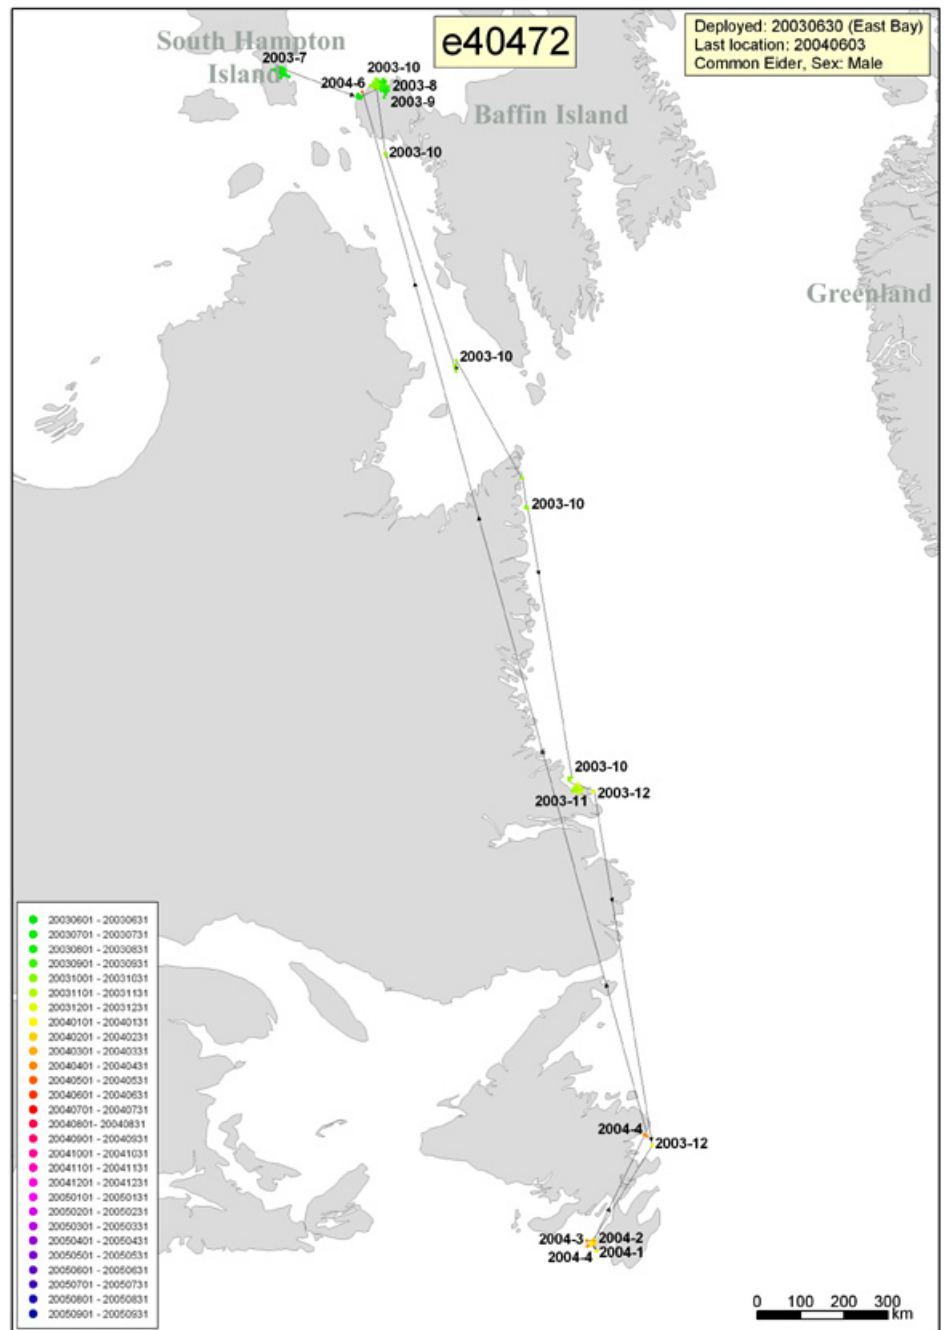 e40472
Deployed: 20030630 (East Bay)
Last location: 20040603
Common Eider, Sex: Male
South Hampton
Island
2003-7
2004-6
2003-10
2003-8
2003-9
Baffin Island
2003-10
Greenland
2003-10
2003-10
2003-10
2003-11
2003-12
2004-4
2003-12
2004-3
2004-2
2004-4
2004-1
20030601 - 20030631
20030701 - 20030731
20030801 - 20030831
20030901 - 20030931
20031001 - 20031031
20031101 - 20031131
20031201 - 20031231
20040101 - 20040131
20040201 - 20040231
20040301 - 20040331
20040401 - 20040431
20040501 - 20040531
20040601 - 20040631
20040701 - 20040731
20040801- 20040831
20040901 - 20040931
20041001 - 20041031
20041101 - 20041131
20041201 - 20041231
20050101 - 20050131
20050201 - 20050231
20050301 - 20050331
20050401 - 20050431
20050501 - 20050531
20050601 - 20050631
20050701 - 20050731
20050801 - 20050831
20050901 - 20050931
0 100 200 300
km